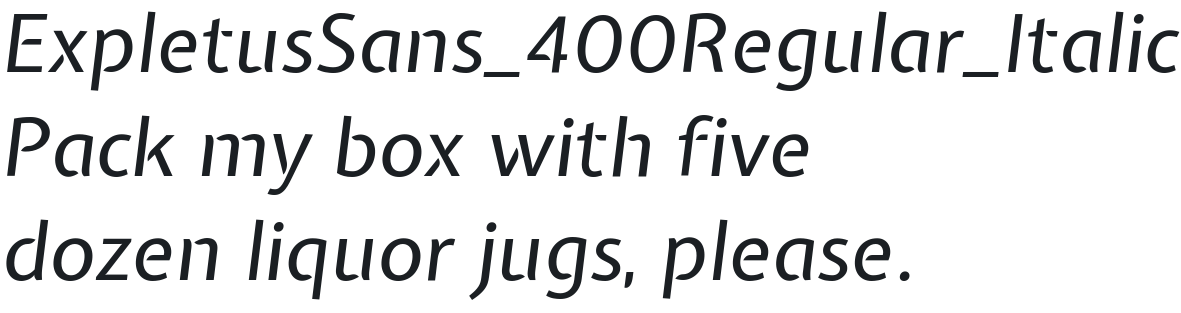 ExpletusSans_400Regular_Italic
Pack my box with five
dozen liquor jugs, please.